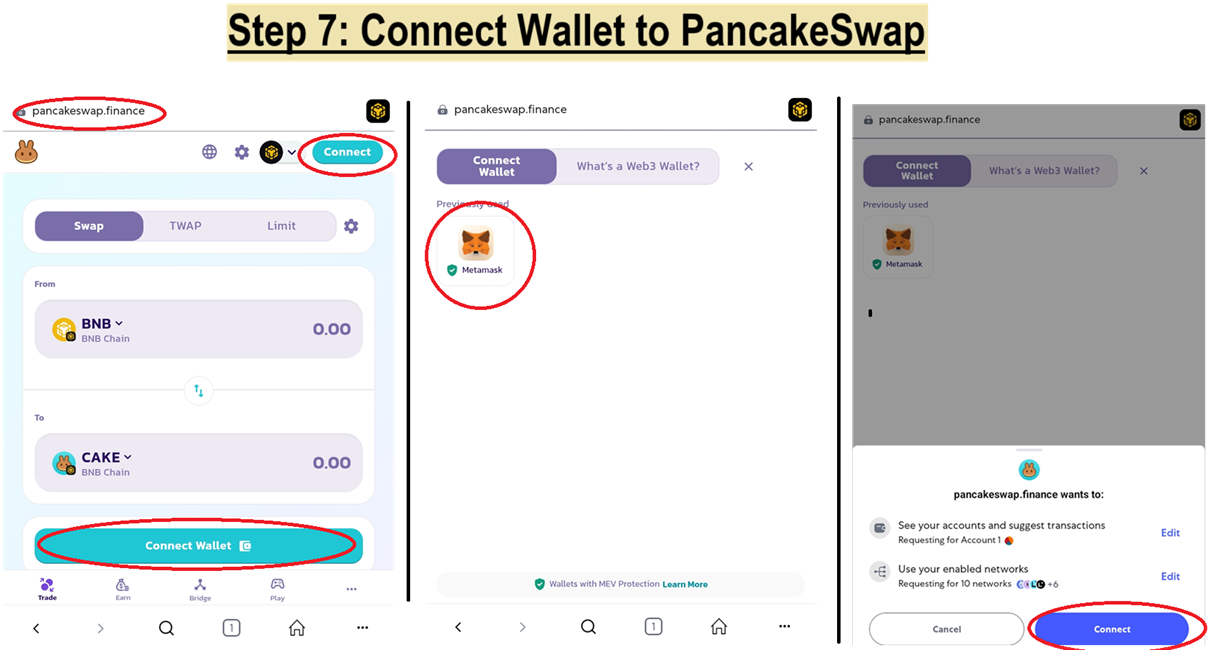 Step 7: Connect Wallet to PancakeSwap
pancakeswap.finance
Connect
Swap
TWAP
Limit
From
BNB
BNB Chain
0.00
To
CAKE
BNB Chain
0.00
Connect Wallet
Trade
Earn
Bridge
Play
1
pancakeswap.finance
Connect
Wallet
What's a Web3 Wallet?
Previously used
Metamask
Wallets with MEV Protection Learn More
1
pancakeswap.finance
Connect
Wallet
What's a Web3 Wallet?
Previously used
Metamask
pancakeswap.finance wants to:
See your accounts and suggest transactions
Requesting for Account 1
Edit
Use your enabled networks
Requesting for 10 networks +6
Edit
Cancel
Connect